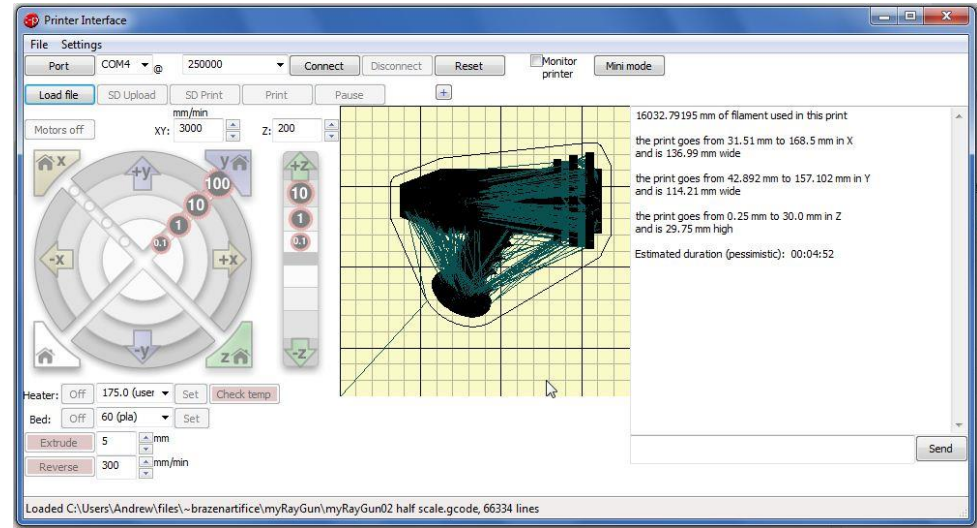 Printer Interface
File Settings
Port COM4 @ 250000 Connect Disconnect Reset Monitor printer Mini mode
Load file SD Upload SD Print Print Pause +
mm/min
Motors off XY: 3000 Z: 200
x y +y 100 10 1 0.1 -x +x -y z
+Z 10 1 0.1 -Z
16032.79195 mm of filament used in this print
the print goes from 31.51 mm to 168.5 mm in X
and is 136.99 mm wide
the print goes from 42.892 mm to 157.102 mm in Y
and is 114.21 mm wide
the print goes from 0.25 mm to 30.0 mm in Z
and is 29.75 mm high
Estimated duration (pessimistic): 00:04:52
Heater: Off 175.0 (user Set Check temp
Bed: Off 60 (pla) Set
Extrude 5 mm
Reverse 300 mm/min
Send
Loaded C:\Users\Andrew\files\~brazenartifice\myRayGun\myRayGun02 half scale.gcode, 66334 lines